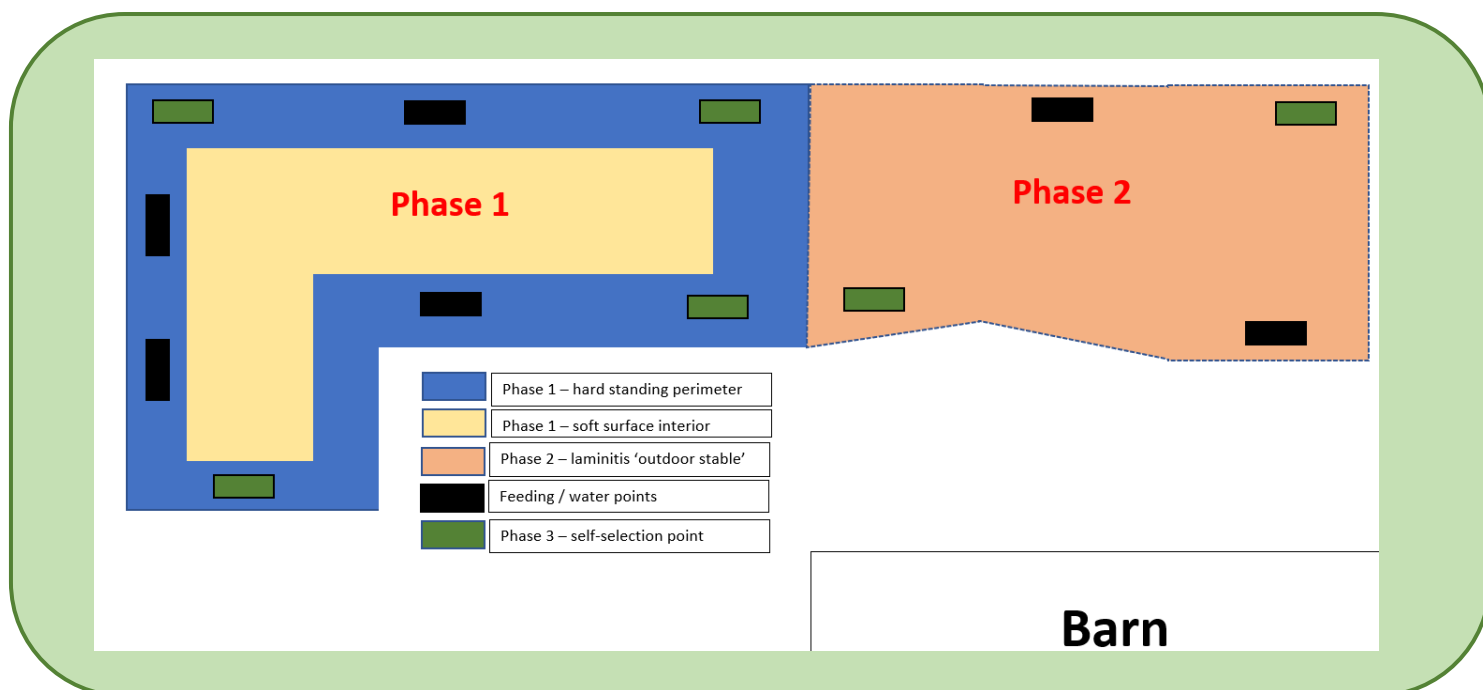 Phase 1
Phase 2
Phase 1 – hard standing perimeter
Phase 1 – soft surface interior
Phase 2 – laminitis ‘outdoor stable’
Feeding / water points
Phase 3 – self-selection point
Barn